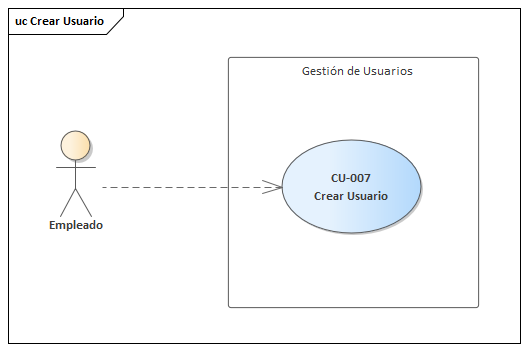 uc Crear Usuario
Gestión de Usuarios
CU-007
Crear Usuario
Empleado